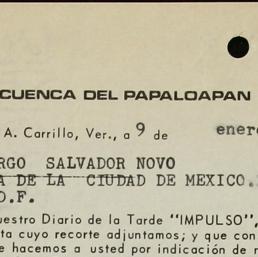 CUENCA DEL PAPALOAPAN
A. Carrillo, Ver., a 9 de enero
RGO SALVADOR NOVO
A DE LA CIUDAD DE MEXICO.
D.F.
uestro Diario de la Tarde "IMPULSO",
ta cuyo recorte adjuntamos; y que con
e hacemos a usted por indicación de n